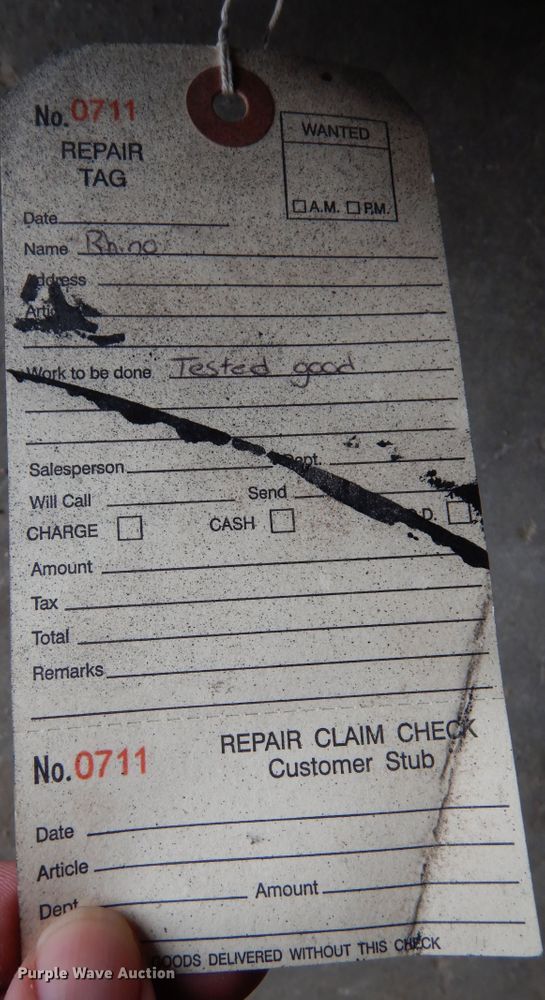 No. 0711
REPAIR
TAG
WANTED
A.M. P.M.
Date
Name Rhino
Address
Work to be done Tested good
Salesperson
Will Call Send
CHARGE CASH
Amount
Tax
Total
Remarks
No. 0711
REPAIR CLAIM CHECK
Customer Stub
Date
Article
Dept. Amount
GOODS DELIVERED WITHOUT THIS CHECK
Purple Wave Auction